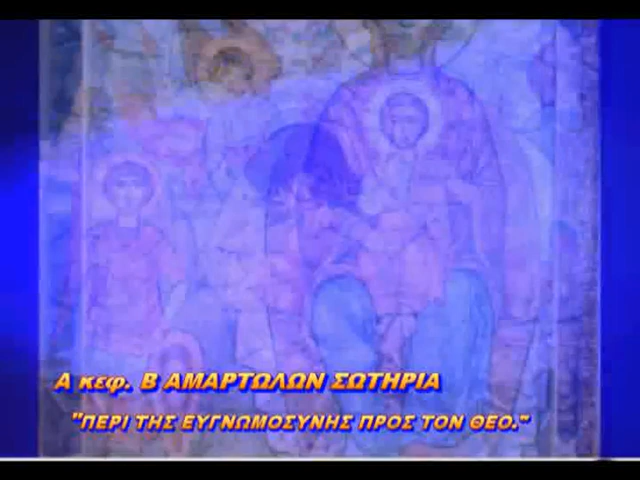 Α κεφ. Β ΑΜΑΡΤΩΛΩΝ ΣΩΤΗΡΙΑ
"ΠΕΡΙ ΤΗΣ ΕΥΓΝΩΜΟΣΥΝΗΣ ΠΡΟΣ ΤΟΝ ΘΕΟ."